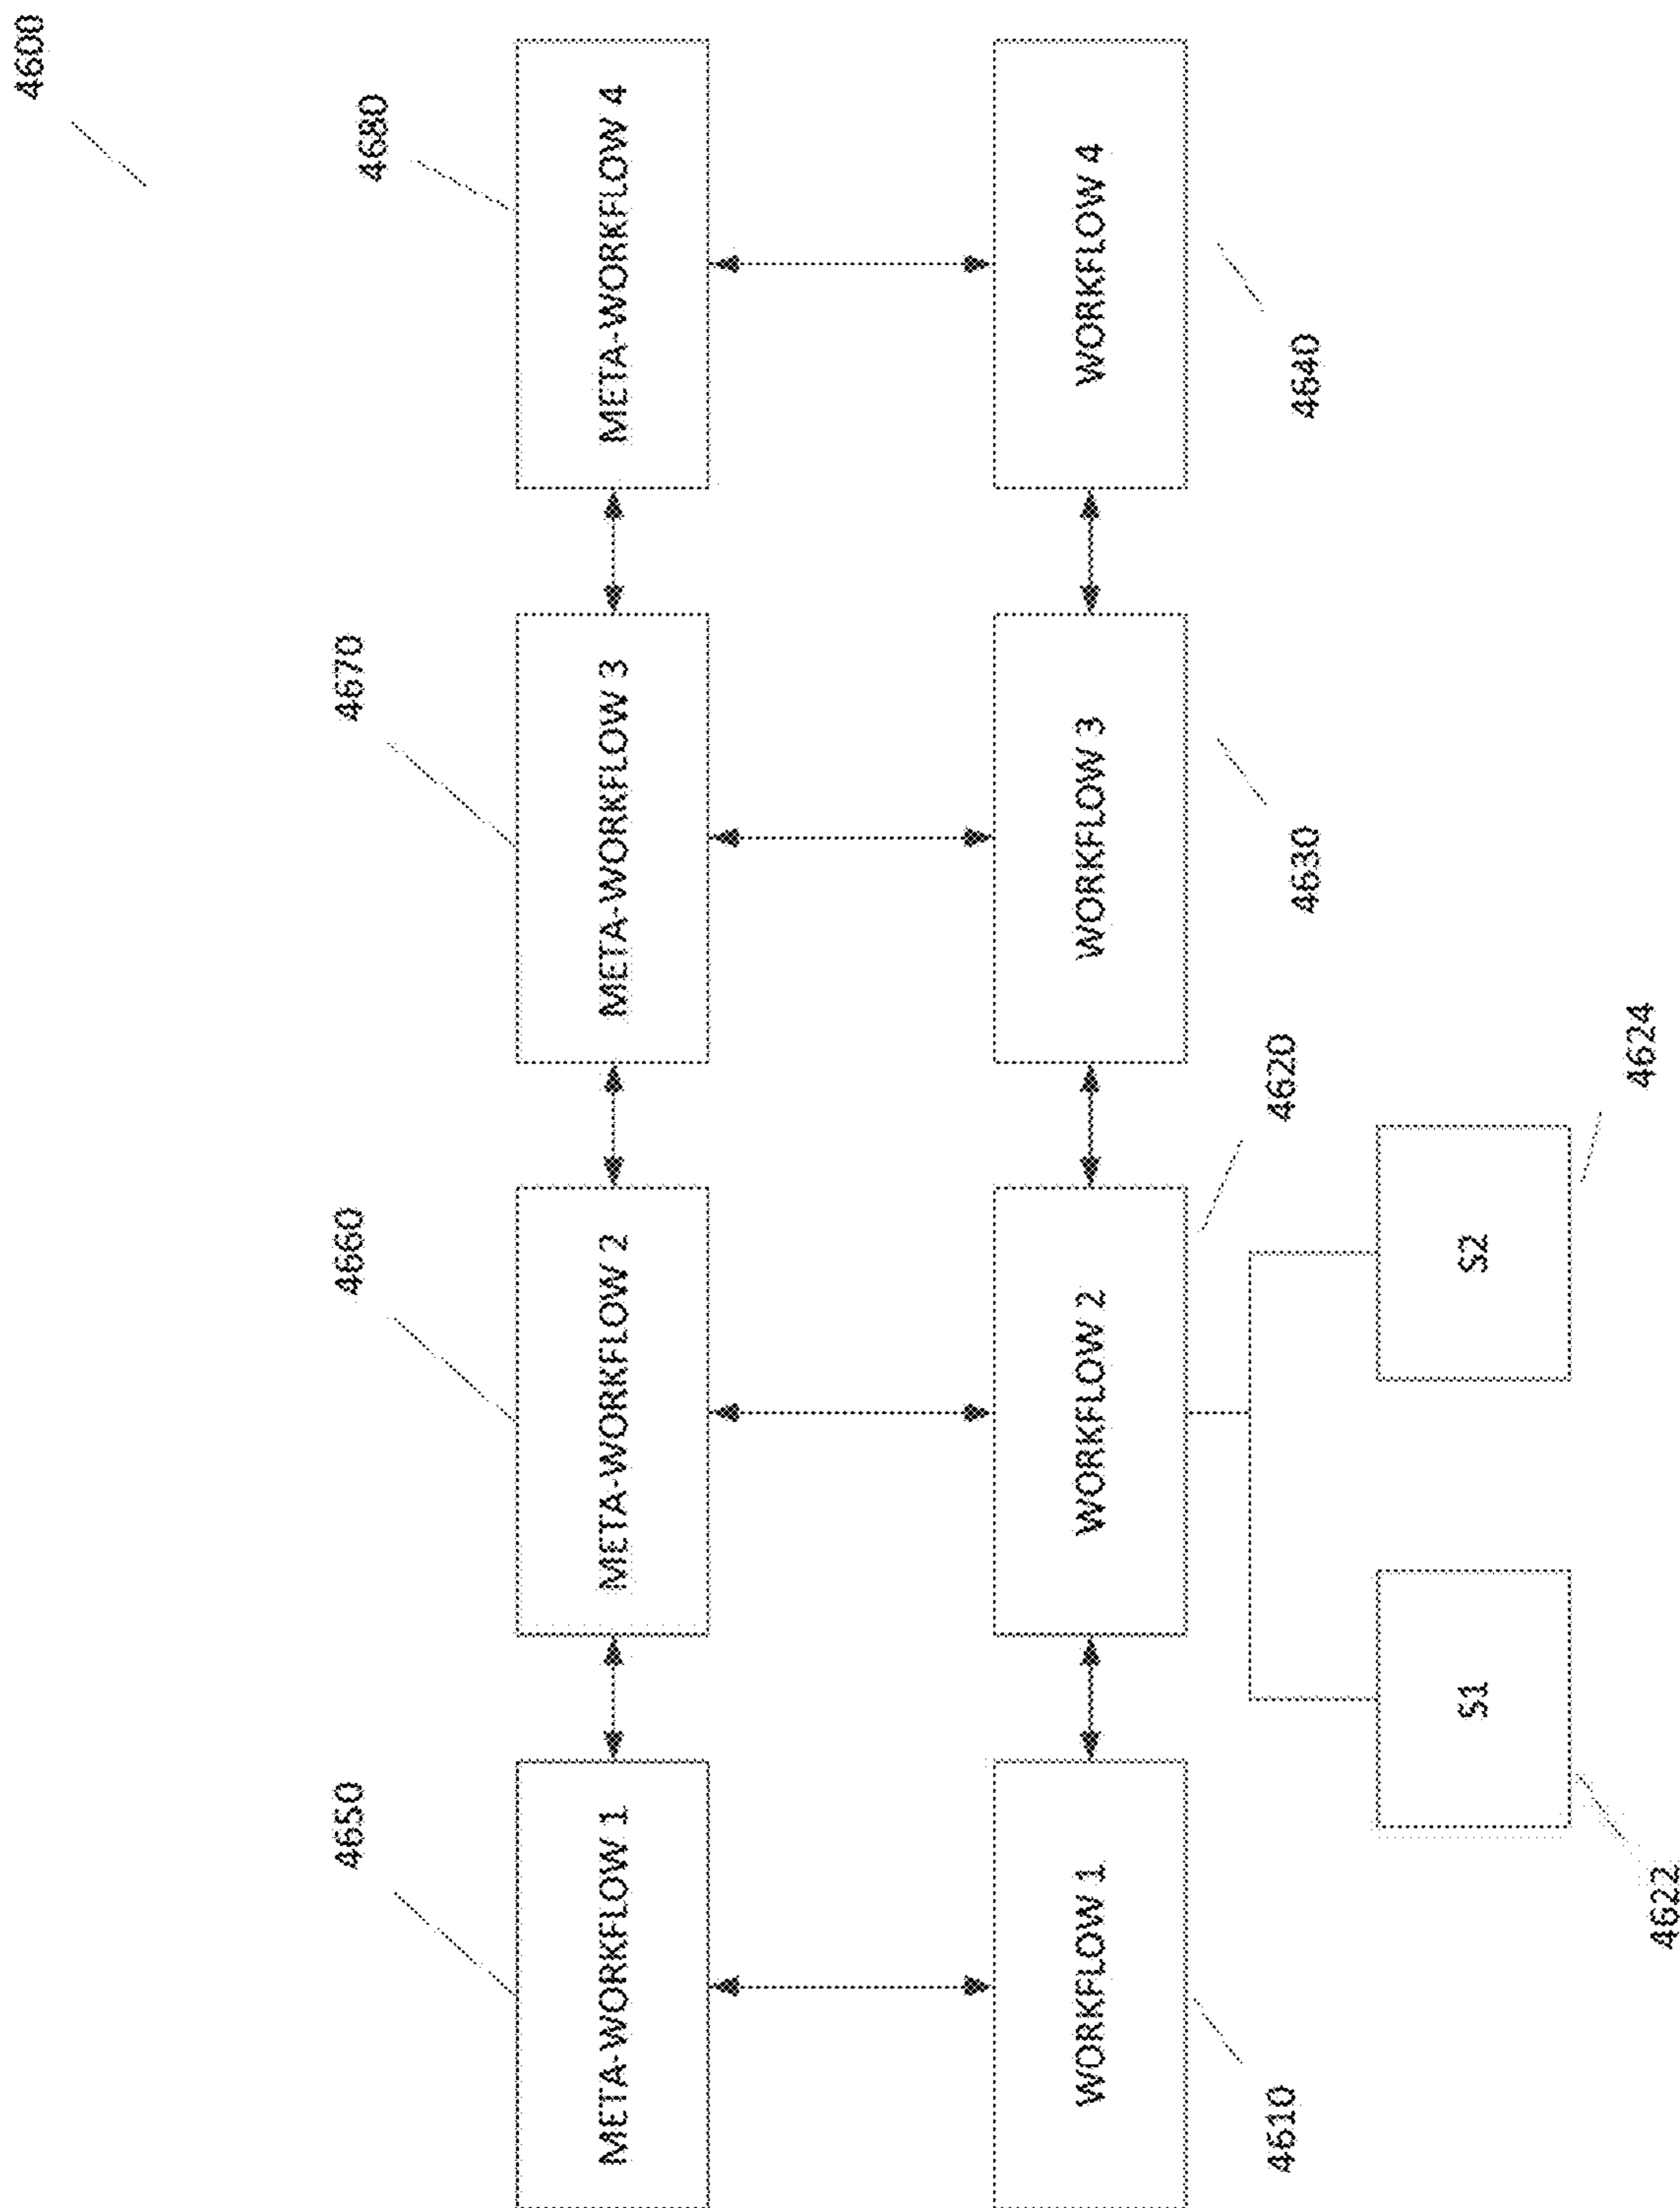 4600
4650
4660
4670
4680
META-WORKFLOW 1
META-WORKFLOW 2
META-WORKFLOW 3
META-WORKFLOW 4
WORKFLOW 1
WORKFLOW 2
WORKFLOW 3
WORKFLOW 4
4610
4620
4630
4640
S1
S2
4622
4624